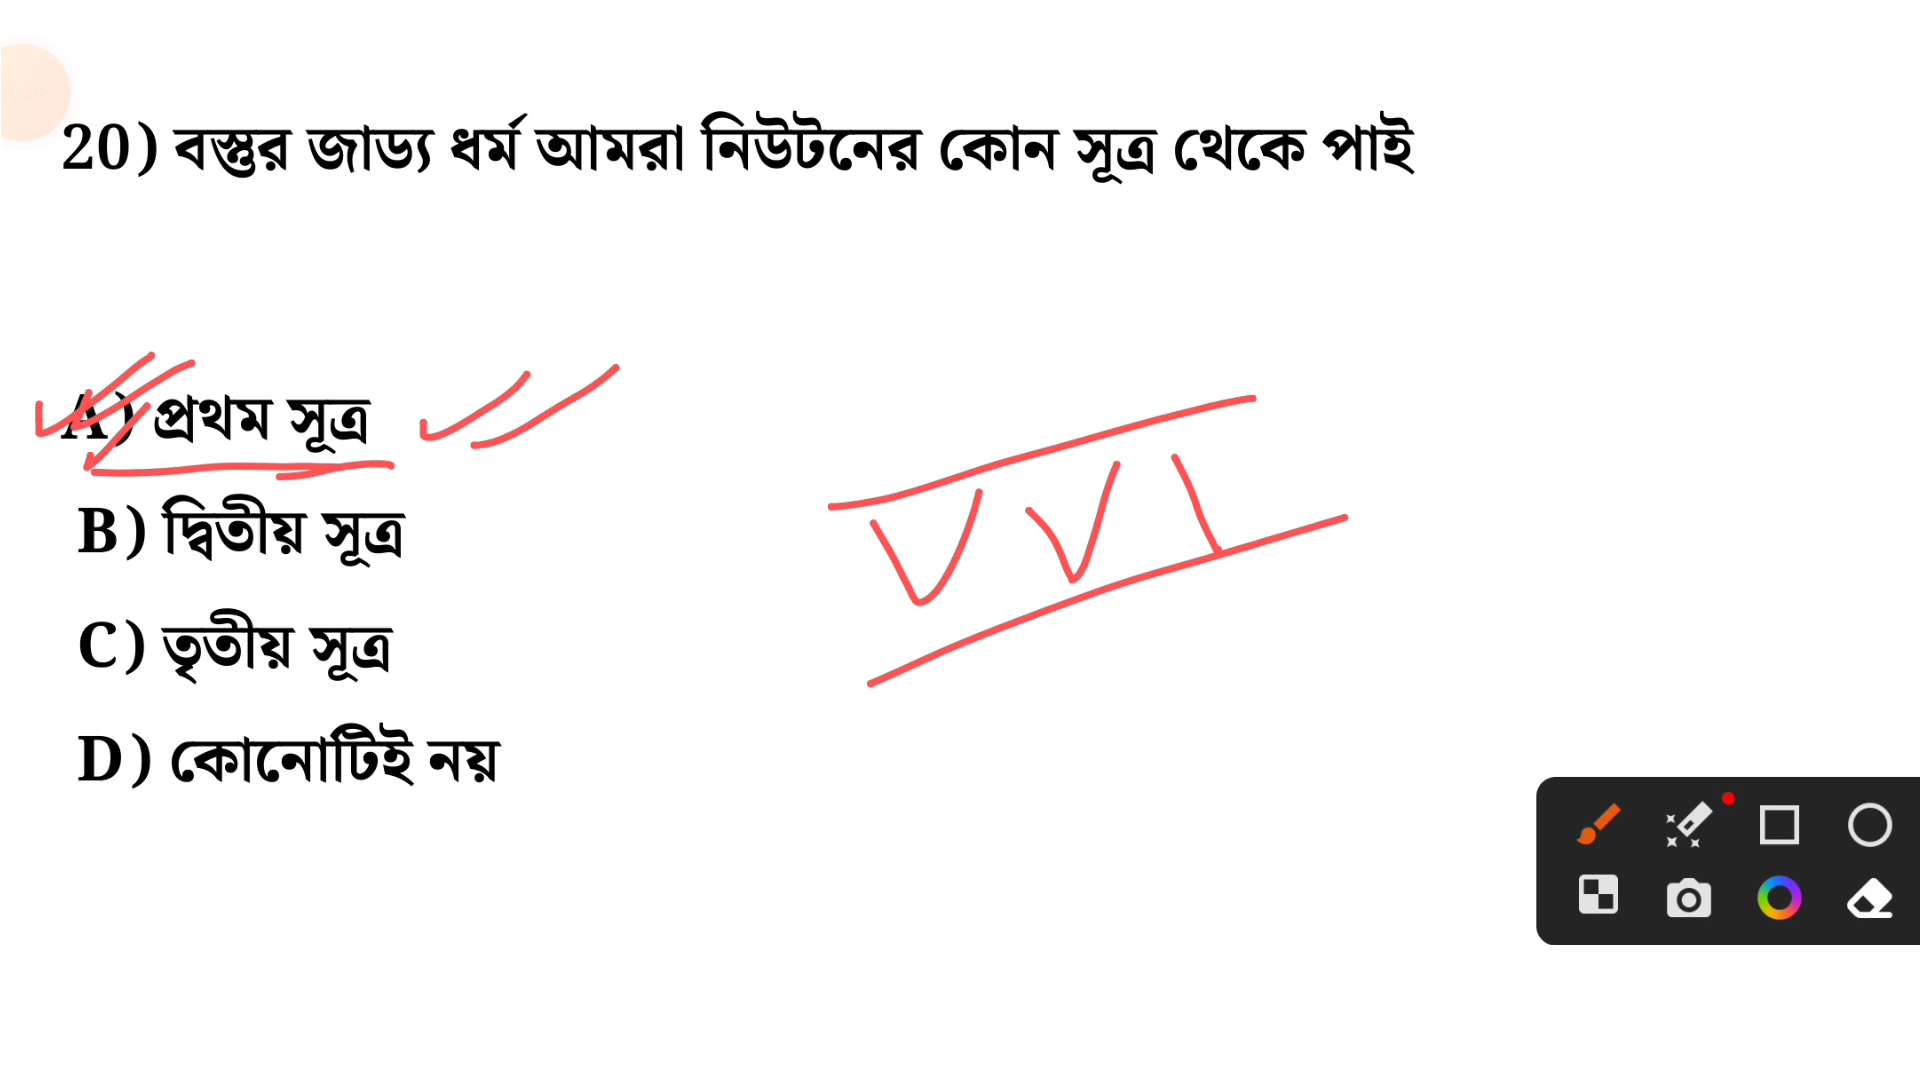 20) বস্তুর জাড্য ধর্ম আমরা নিউটনের কোন সূত্র থেকে পাই
A) প্রথম সূত্র
VVI
B) দ্বিতীয় সূত্র
C) তৃতীয় সূত্র
D) কোনোটিই নয়